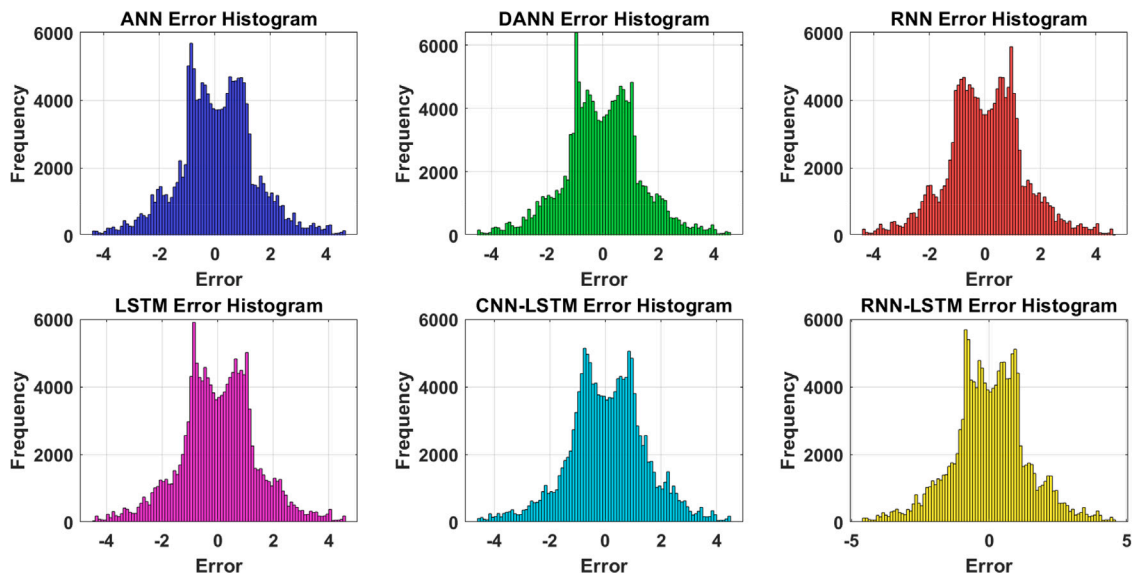 ANN Error Histogram
6000
4000
2000
0
Frequency
-4 -2 0 2 4
Error
DANN Error Histogram
6000
4000
2000
0
Frequency
-4 -2 0 2 4
Error
RNN Error Histogram
6000
4000
2000
0
Frequency
-4 -2 0 2 4
Error
LSTM Error Histogram
6000
4000
2000
0
Frequency
-4 -2 0 2 4
Error
CNN-LSTM Error Histogram
6000
4000
2000
0
Frequency
-4 -2 0 2 4
Error
RNN-LSTM Error Histogram
6000
4000
2000
0
Frequency
-5 0 5
Error